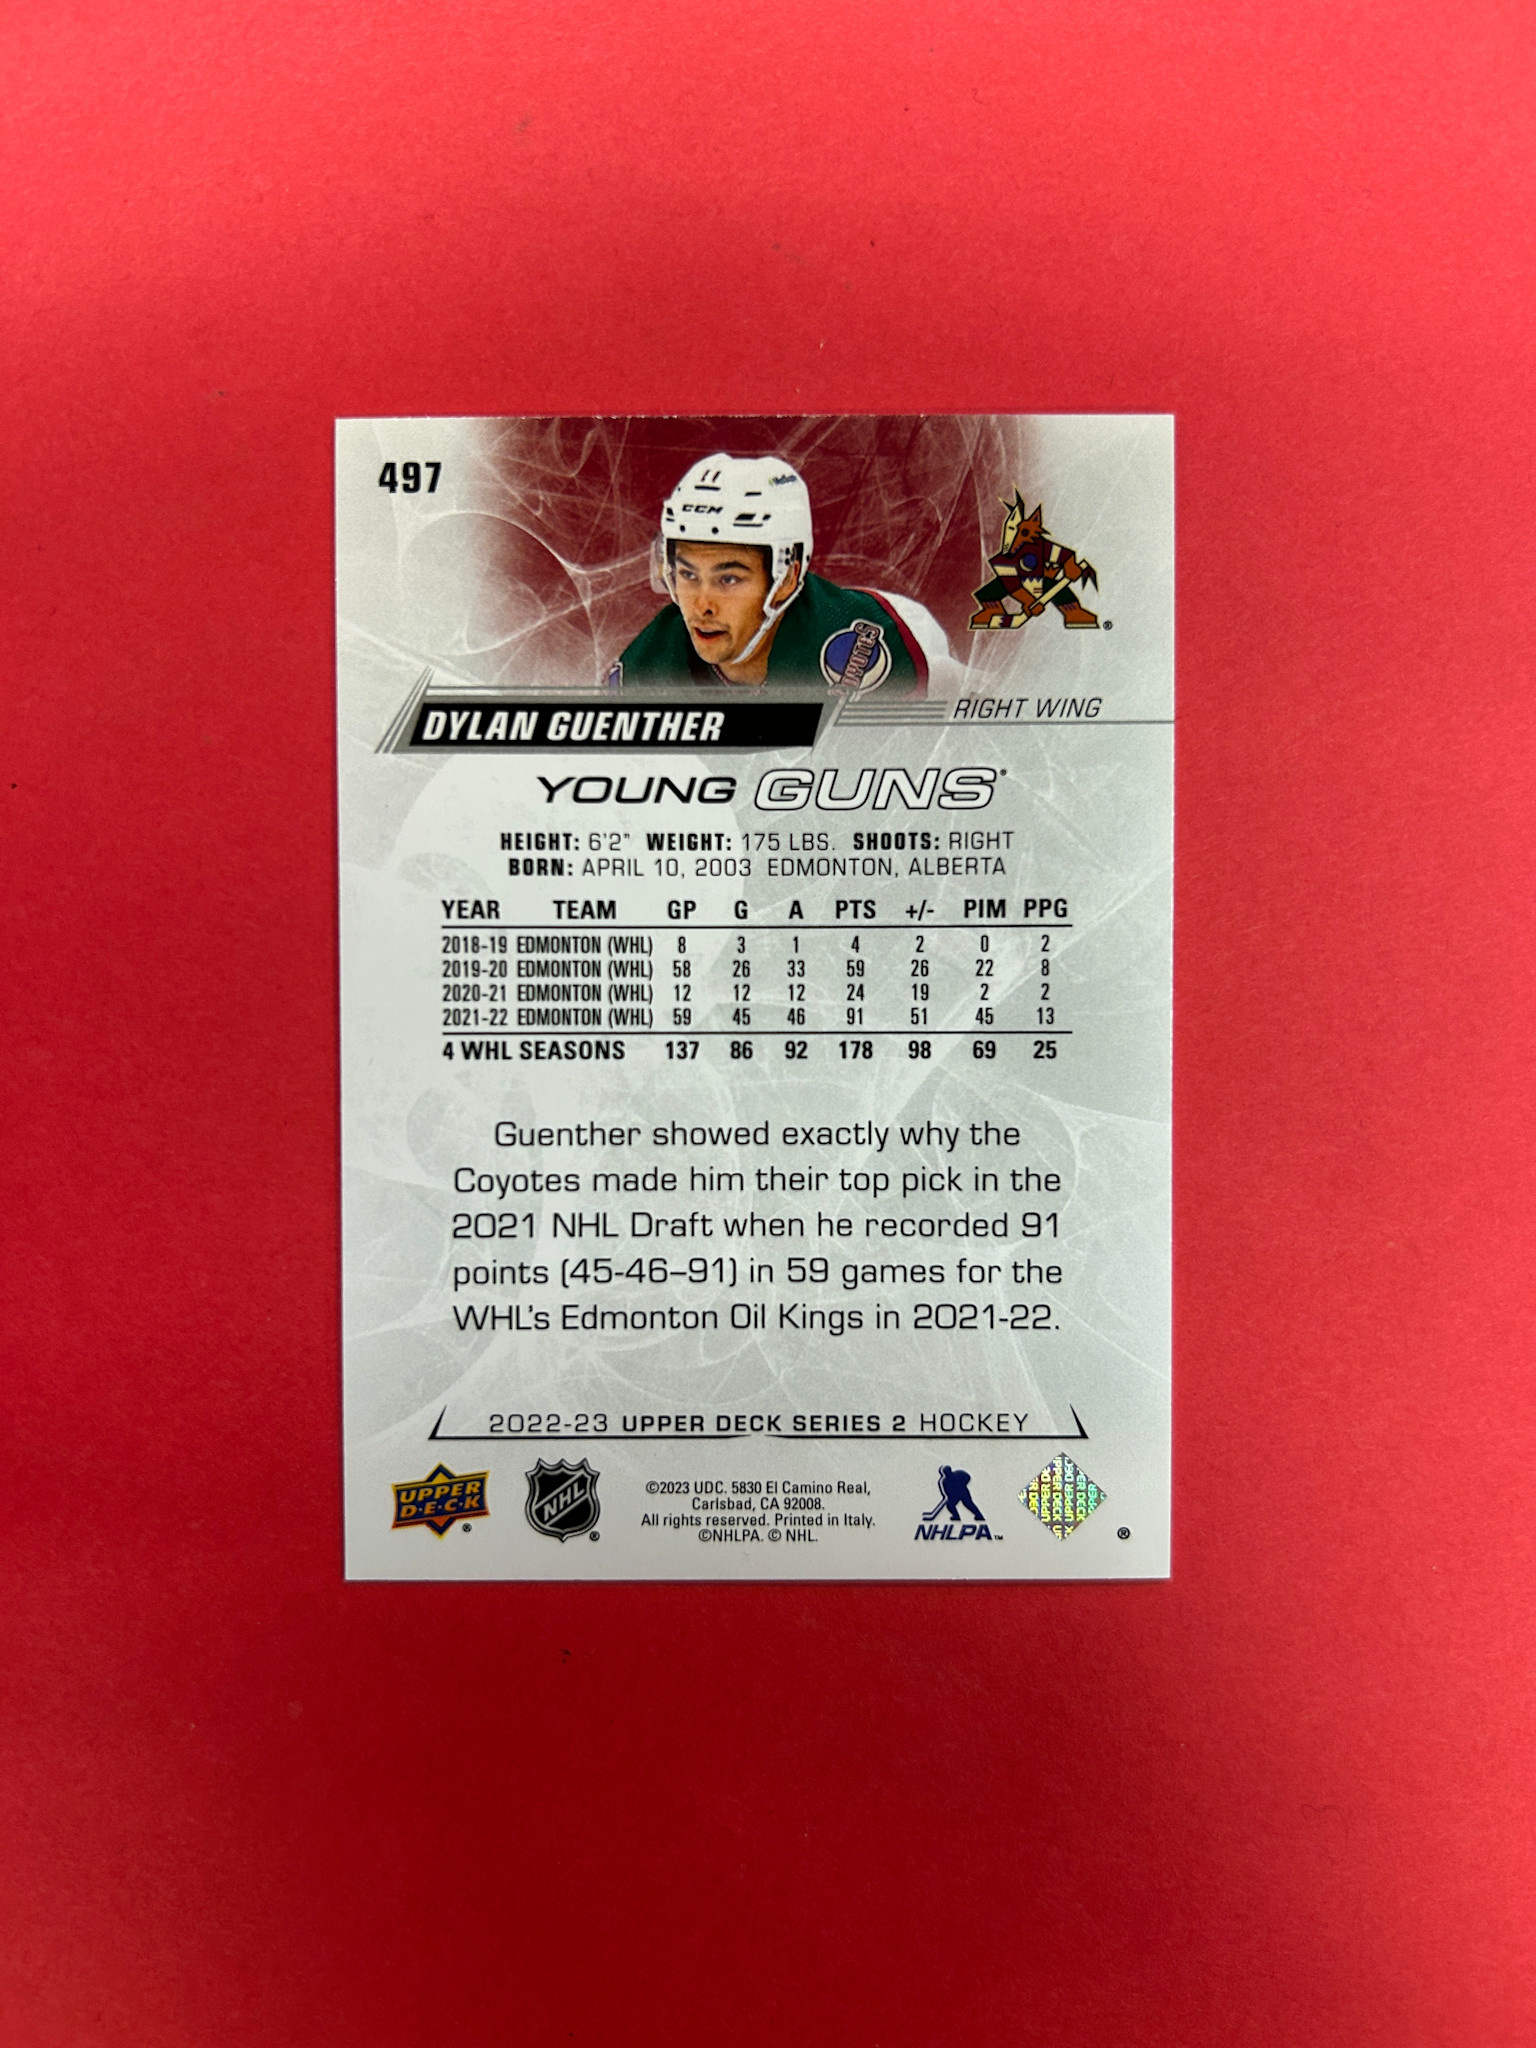 497
11
CCM
COYOTES
DYLAN GUENTHER
RIGHT WING
YOUNG GUNS®
HEIGHT: 6'2" WEIGHT: 175 LBS. SHOOTS: RIGHT
BORN: APRIL 10, 2003 EDMONTON, ALBERTA
YEAR TEAM GP G A PTS +/- PIM PPG
2018-19 EDMONTON (WHL) 8 3 1 4 2 0 2
2019-20 EDMONTON (WHL) 58 26 33 59 26 22 8
2020-21 EDMONTON (WHL) 12 12 12 24 19 2 2
2021-22 EDMONTON (WHL) 59 45 46 91 51 45 13
4 WHL SEASONS 137 86 92 178 98 69 25
Guenther showed exactly why the
Coyotes made him their top pick in the
2021 NHL Draft when he recorded 91
points (45-46–91) in 59 games for the
WHL's Edmonton Oil Kings in 2021-22.
2022-23 UPPER DECK SERIES 2 HOCKEY
UPPER
D·E·C·K
®
NHL
®
©2023 UDC. 5830 El Camino Real,
Carlsbad, CA 92008.
All rights reserved. Printed in Italy.
©NHLPA. © NHL.
NHLPA™
UPPER DECK
®